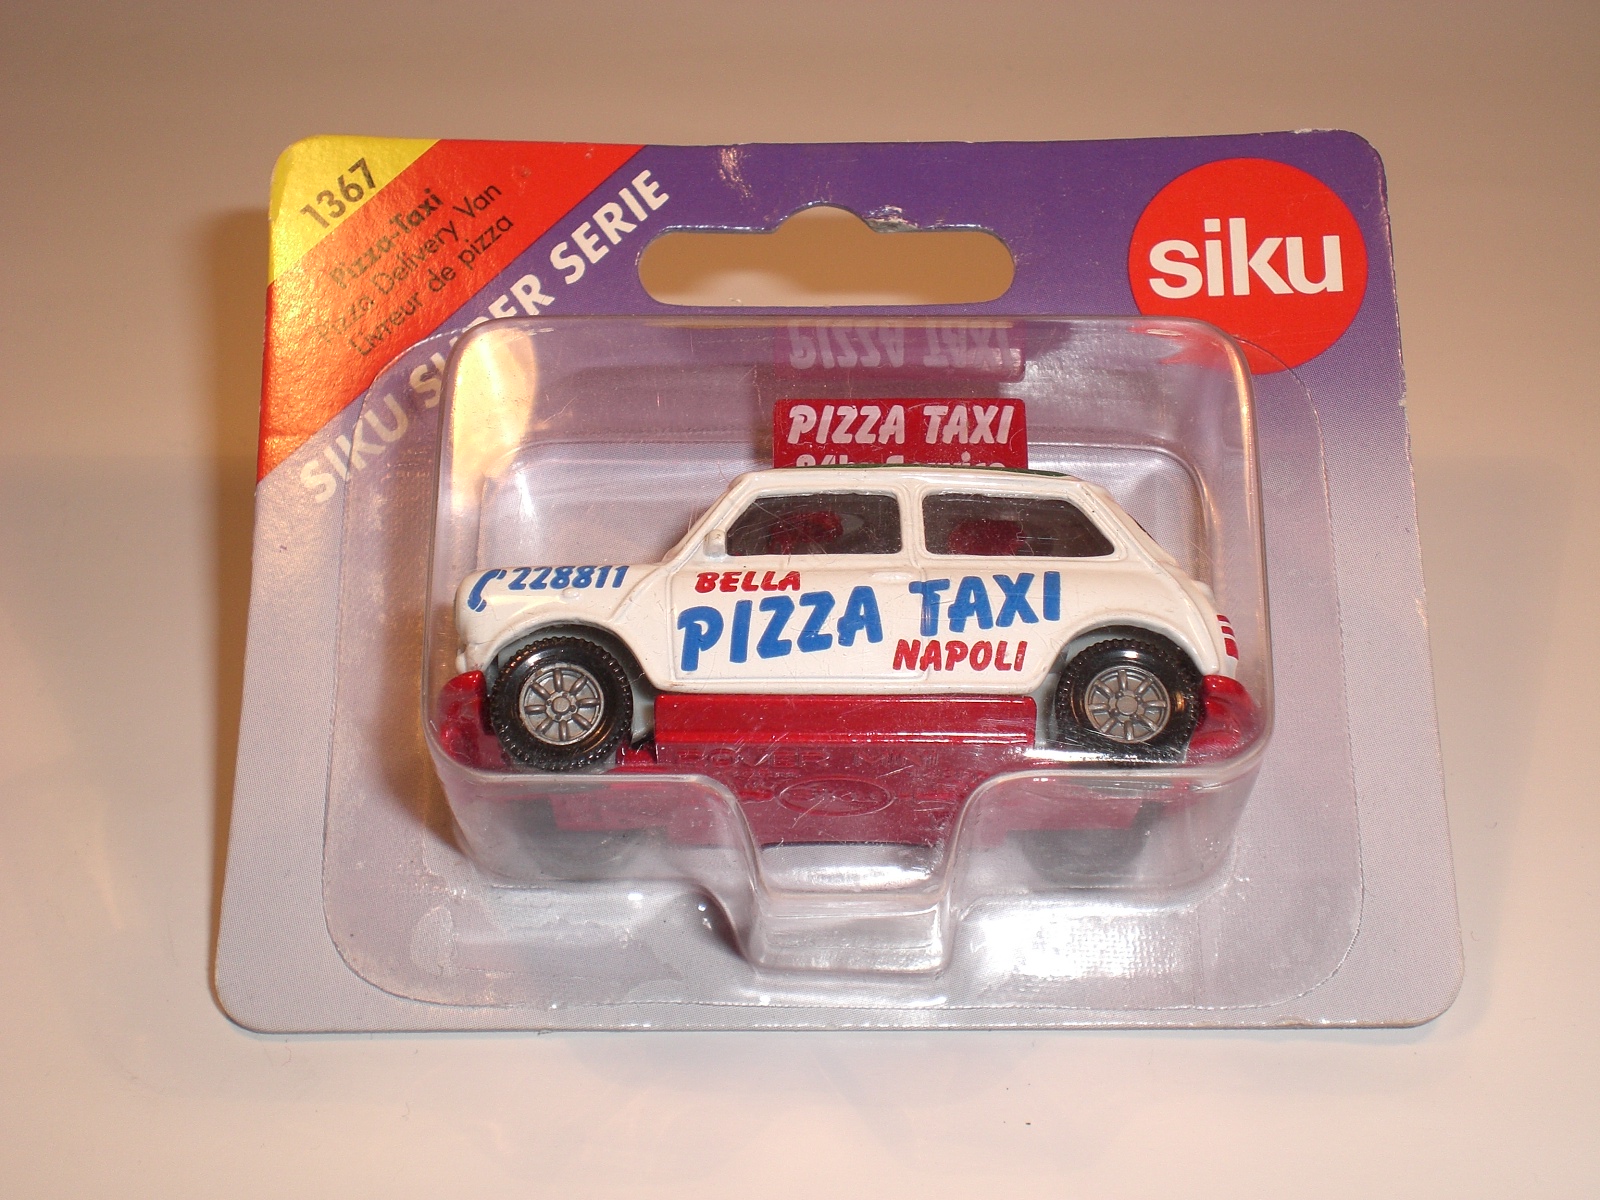 1367
Pizza-Taxi
Pizza Delivery Van
Livreur de pizza
SIKU SUPER SERIE
siku
PIZZA TAXI
PIZZA TAXI
228811
BELLA
PIZZA TAXI
NAPOLI